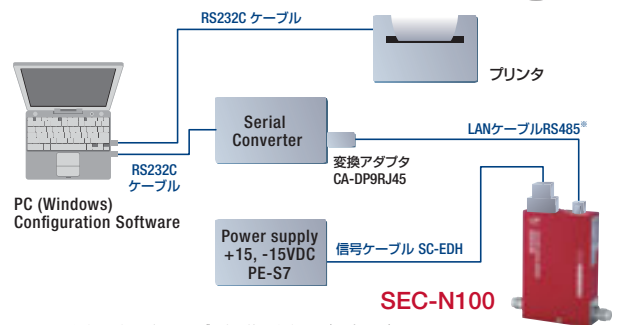 RS232C ケーブル
プリンタ
Serial
Converter
LANケーブルRS485※
変換アダプタ
CA-DP9RJ45
RS232C
ケーブル
PC (Windows)
Configuration Software
Power supply
+15, -15VDC
PE-S7
信号ケーブル SC-EDH
SEC-N100